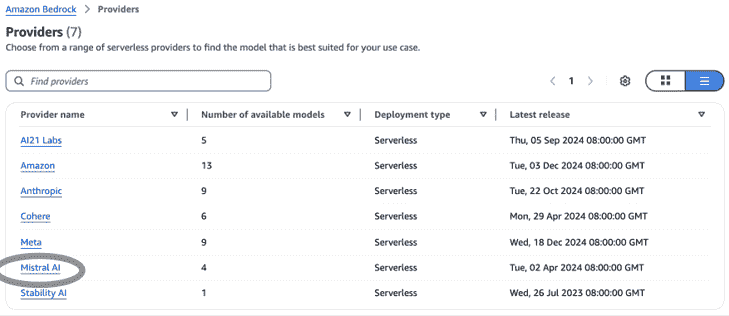 Amazon Bedrock > Providers
Providers (7)
Choose from a range of serverless providers to find the model that is best suited for your use case.
Find providers
1
Provider name Number of available models Deployment type Latest release
AI21 Labs 5 Serverless Thu, 05 Sep 2024 08:00:00 GMT
Amazon 13 Serverless Tue, 03 Dec 2024 08:00:00 GMT
Anthropic 9 Serverless Tue, 22 Oct 2024 08:00:00 GMT
Cohere 6 Serverless Mon, 29 Apr 2024 08:00:00 GMT
Meta 9 Serverless Wed, 18 Dec 2024 08:00:00 GMT
Mistral AI 4 Serverless Tue, 02 Apr 2024 08:00:00 GMT
Stability AI 1 Serverless Wed, 26 Jul 2023 08:00:00 GMT